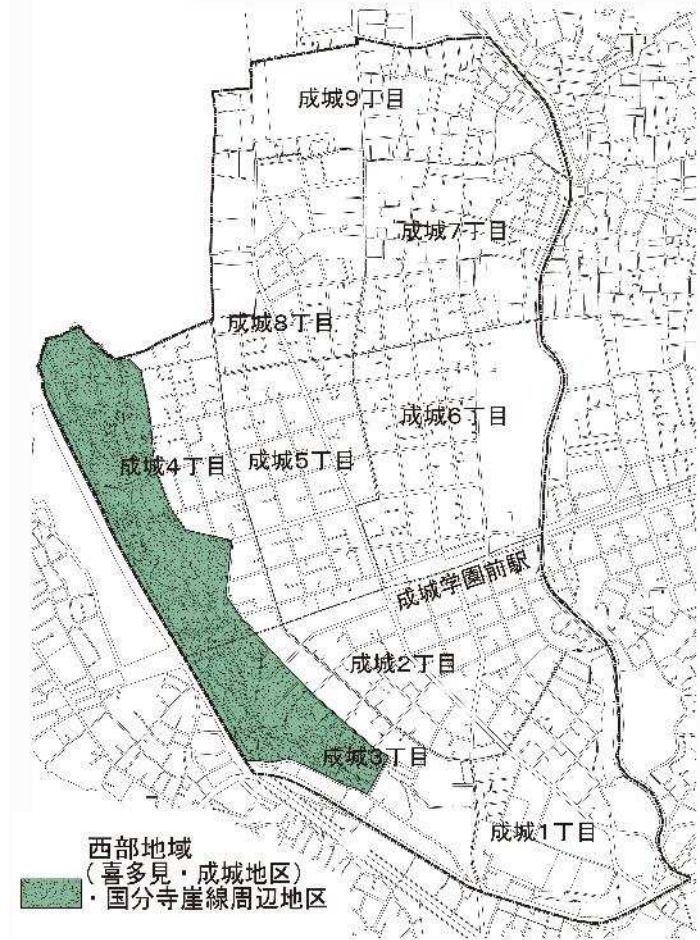 成城9丁目
成城7丁目
成城8丁目
成城6丁目
成城4丁目
成城5丁目
成城学園前駅
成城2丁目
成城3丁目
成城1丁目
西部地域
(喜多見・成城地区)
・国分寺崖線周辺地区